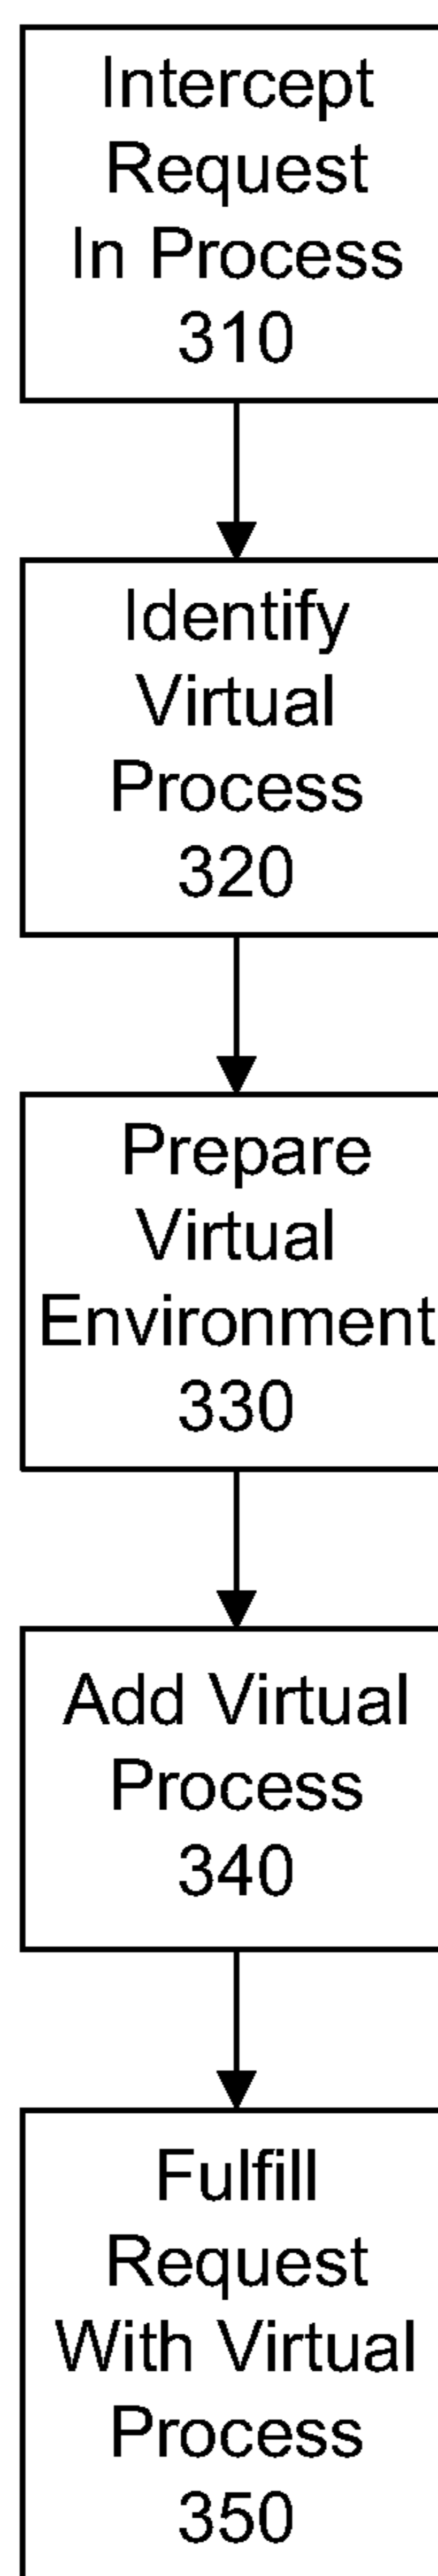 Intercept
Request
In Process
310
Identify
Virtual
Process
320
Prepare
Virtual
Environment
330
Add Virtual
Process
340
Fulfill
Request
With Virtual
Process
350